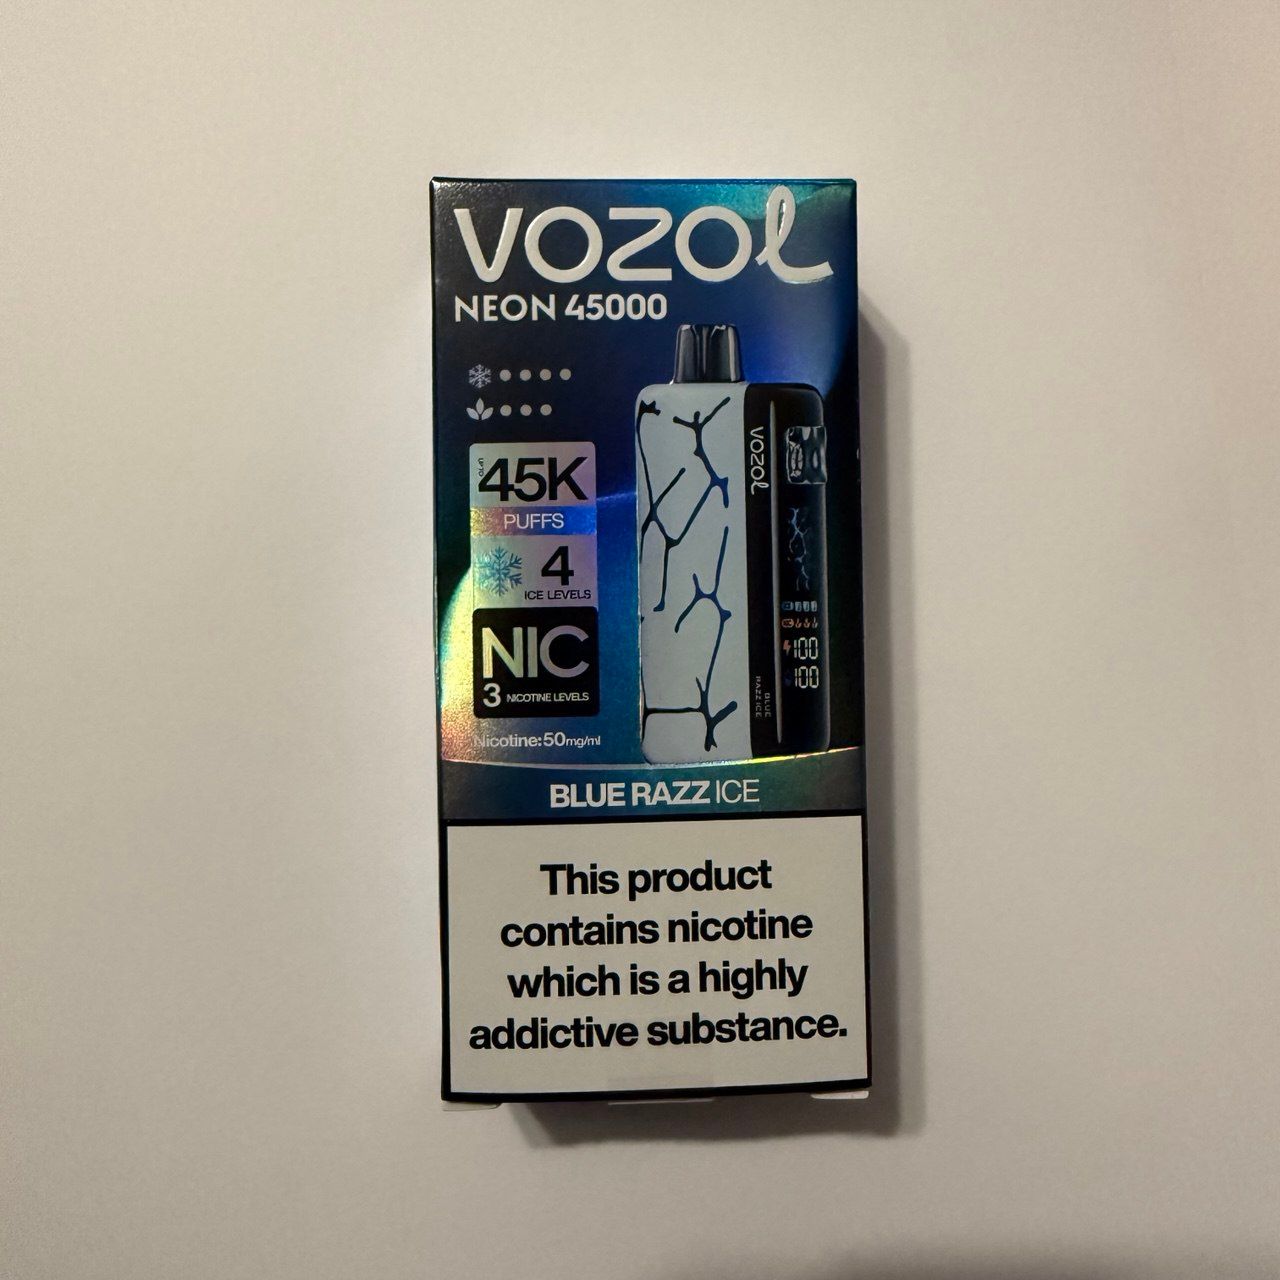 VOZOL
NEON 45000
UP TO
45K
PUFFS
4
ICE LEVELS
NIC
3 NICOTINE LEVELS
Nicotine:50mg/ml
VOZOL
BLUE
RAZZ ICE
100
100
BLUE RAZZ ICE
This product
contains nicotine
which is a highly
addictive substance.